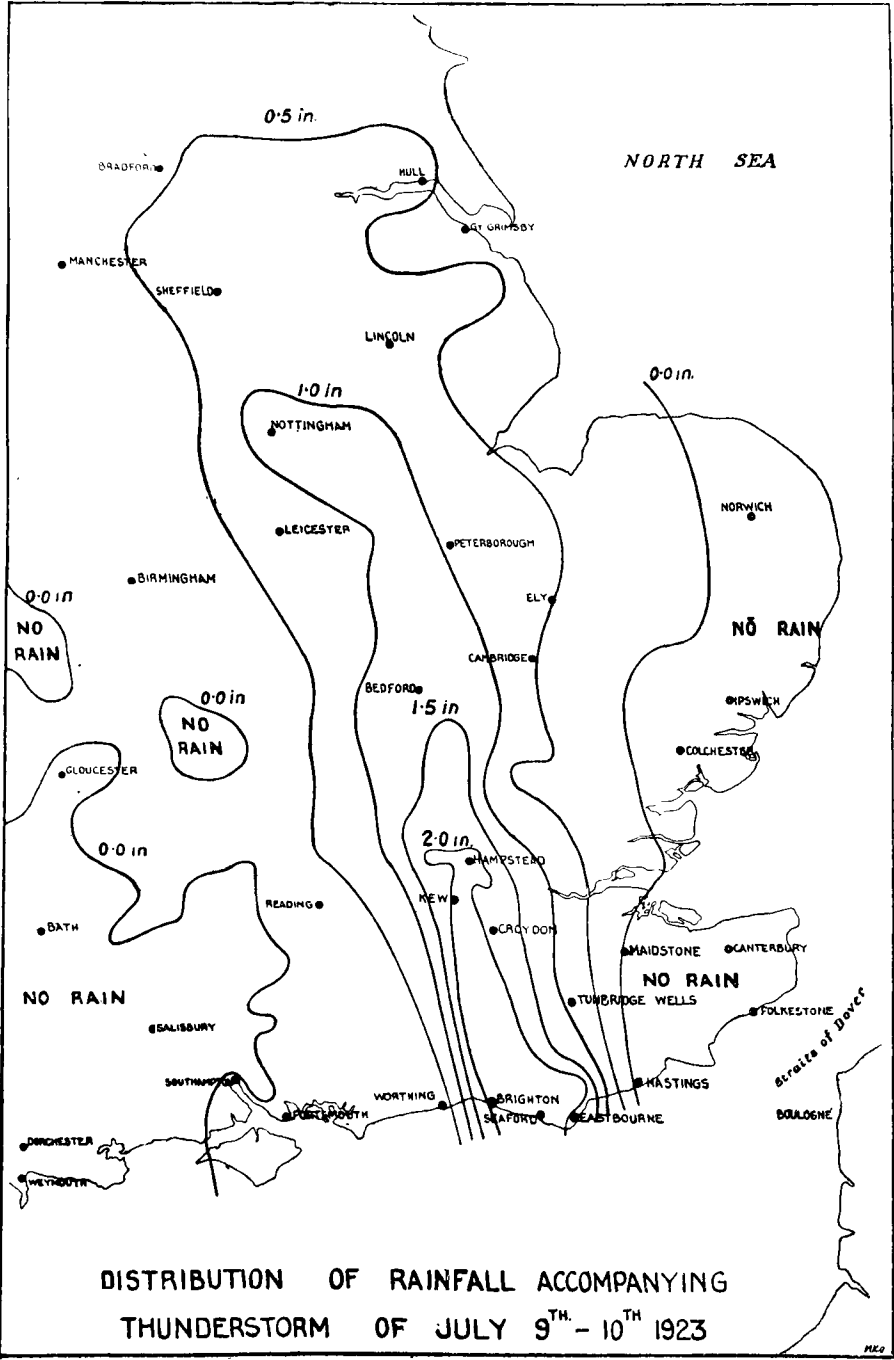 0·5 in.
BRADFORD
HULL
NORTH SEA
GT GRIMSBY
MANCHESTER
SHEFFIELD
LINCOLN
0·0 in.
1·0 in
NOTTINGHAM
NORWICH
LEICESTER
PETERBOROUGH
BIRMINGHAM
0·0 in
ELY
NO
RAIN
NO RAIN
CAMBRIDGE
BEDFORD
0·0 in
1·5 in
IPSWICH
NO
RAIN
COLCHESTER
GLOUCESTER
2·0 in.
0·0 in
HAMPSTEAD
READING
KEW
BATH
CROYDON
MAIDSTONE
CANTERBURY
NO RAIN
NO RAIN
TUNBRIDGE WELLS
FOLKESTONE
SALISBURY
Straits of Dover
SOUTHAMPTON
HASTINGS
WORTHING
BRIGHTON
PORTSMOUTH
SEAFORD
EASTBOURNE
BOULOGNE
DORCHESTER
WEYMOUTH
DISTRIBUTION OF RAINFALL ACCOMPANYING
THUNDERSTORM OF JULY 9TH. - 10TH 1923